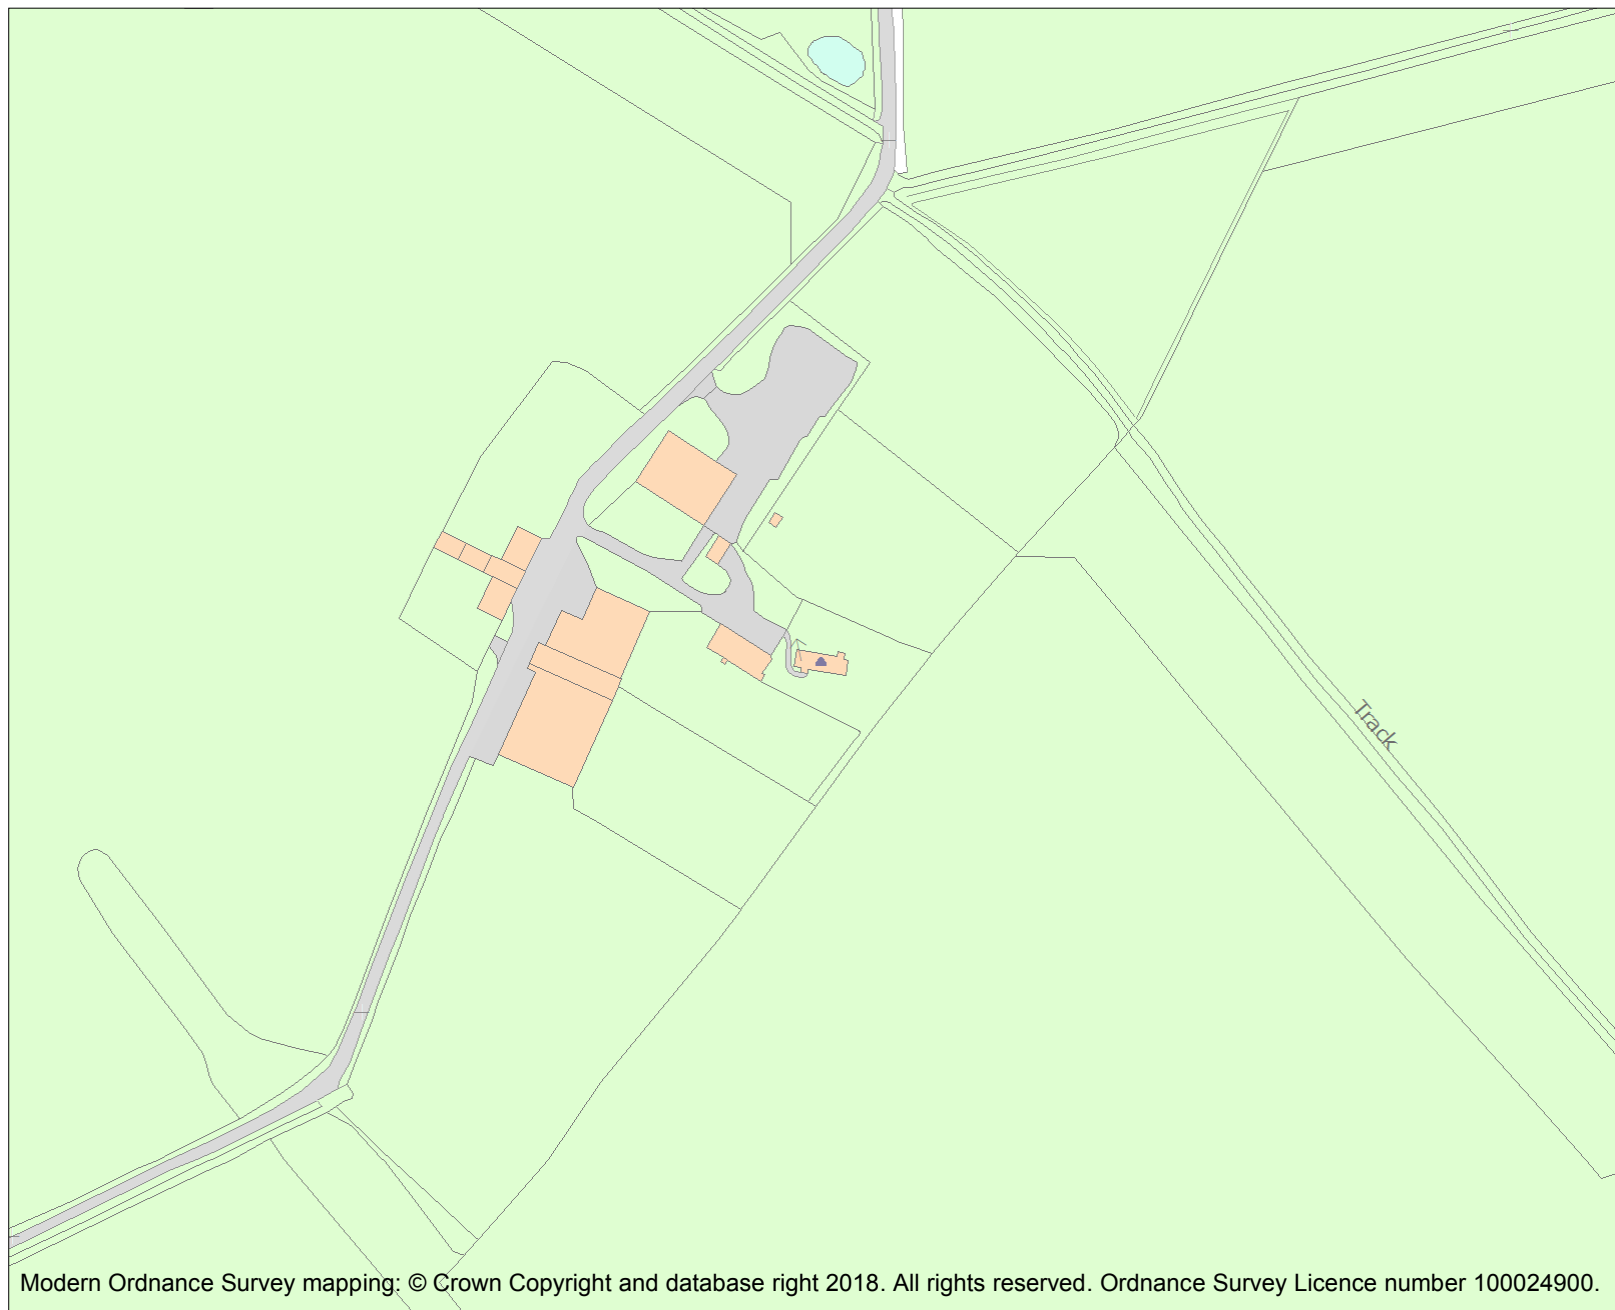 Track
Modern Ordnance Survey mapping: © Crown Copyright and database right 2018. All rights reserved. Ordnance Survey Licence number 100024900.